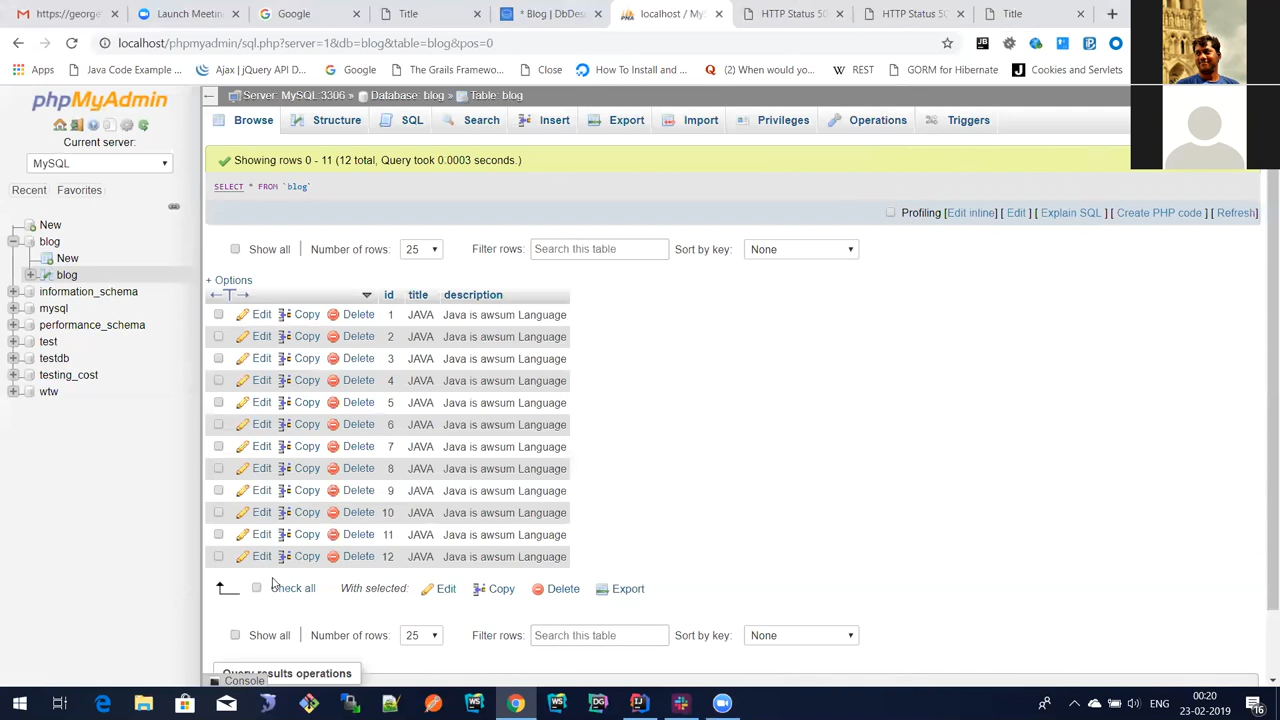 https://george
Launch Meeting
Google
Title
* Blog | DbDes
localhost / My
HTTP Status 50
HTTP Status 50
Title
localhost/phpmyadmin/sql.php?server=1&db=blog&table=blog&pos=0
Apps
Java Code Example ...
Ajax | jQuery API D...
Google
The Grails Framewo...
Close
How To Install and ...
(2) When would yo...
REST
GORM for Hibernate
Cookies and Servlets
phpMyAdmin
Current server:
MySQL
Recent
Favorites
New
blog
New
blog
information_schema
mysql
performance_schema
test
testdb
testing_cost
wtw
Server: MySQL:3306 » Database: blog » Table: blog
Browse
Structure
SQL
Search
Insert
Export
Import
Privileges
Operations
Triggers
Showing rows 0 - 11 (12 total, Query took 0.0003 seconds.)
SELECT * FROM `blog`
Profiling [Edit inline] [ Edit ] [ Explain SQL ] [ Create PHP code ] [ Refresh]
Show all
Number of rows: 25
Filter rows: Search this table
Sort by key: None
+ Options
id title description
Edit Copy Delete 1 JAVA Java is awsum Language
Edit Copy Delete 2 JAVA Java is awsum Language
Edit Copy Delete 3 JAVA Java is awsum Language
Edit Copy Delete 4 JAVA Java is awsum Language
Edit Copy Delete 5 JAVA Java is awsum Language
Edit Copy Delete 6 JAVA Java is awsum Language
Edit Copy Delete 7 JAVA Java is awsum Language
Edit Copy Delete 8 JAVA Java is awsum Language
Edit Copy Delete 9 JAVA Java is awsum Language
Edit Copy Delete 10 JAVA Java is awsum Language
Edit Copy Delete 11 JAVA Java is awsum Language
Edit Copy Delete 12 JAVA Java is awsum Language
Check all With selected: Edit Copy Delete Export
Show all
Number of rows: 25
Filter rows: Search this table
Sort by key: None
Query results operations
Console
ENG
00:20
23-02-2019
16